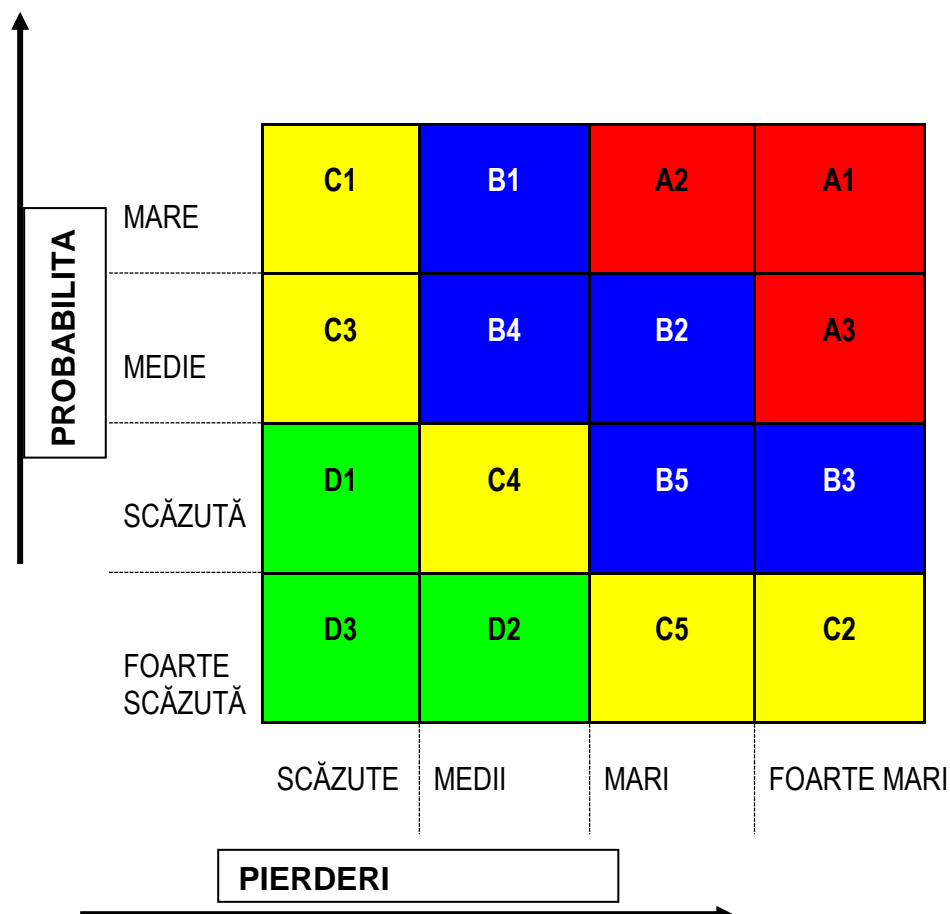 C1 B1 A2 A1
MARE
C3 B4 B2 A3
MEDIE
PROBABILITA
D1 C4 B5 B3
SCĂZUTĂ
D3 D2 C5 C2
FOARTE
SCĂZUTĂ
SCĂZUTE MEDII MARI FOARTE MARI
PIERDERI